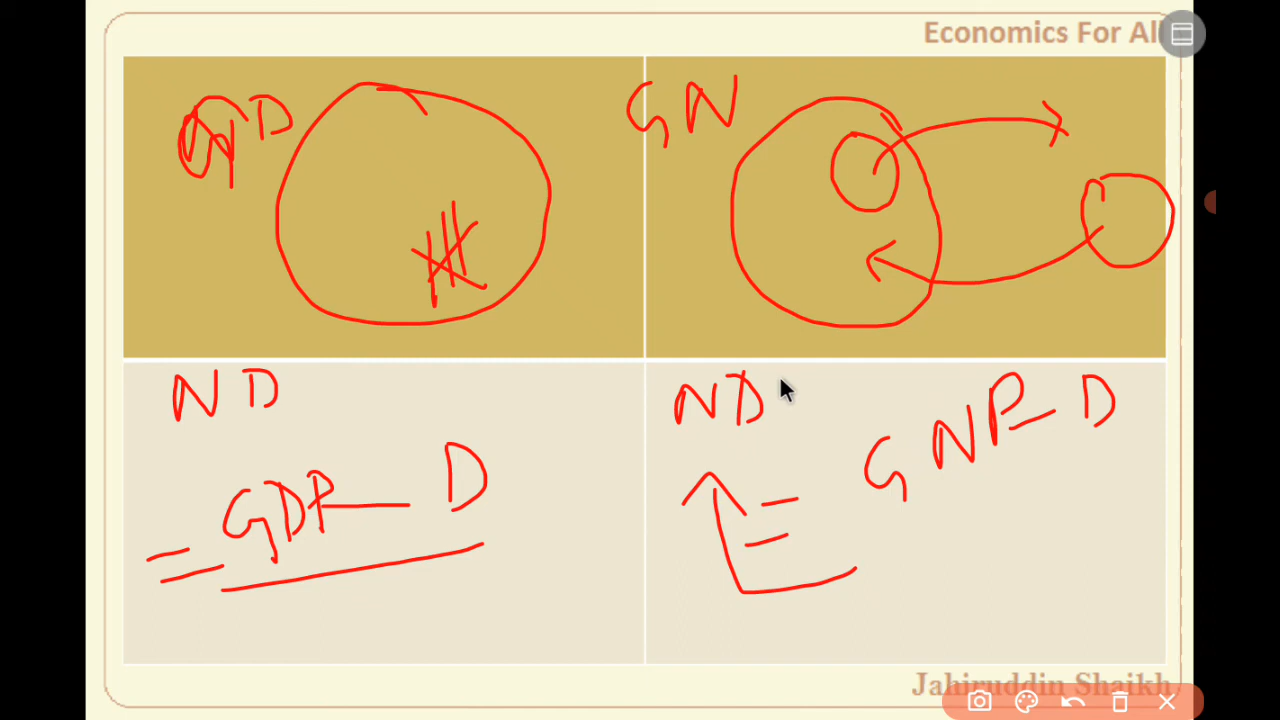 Economics For All
GD
GN
ND
= GDP - D
ND
= GNP - D
Jahiruddin Shaikh